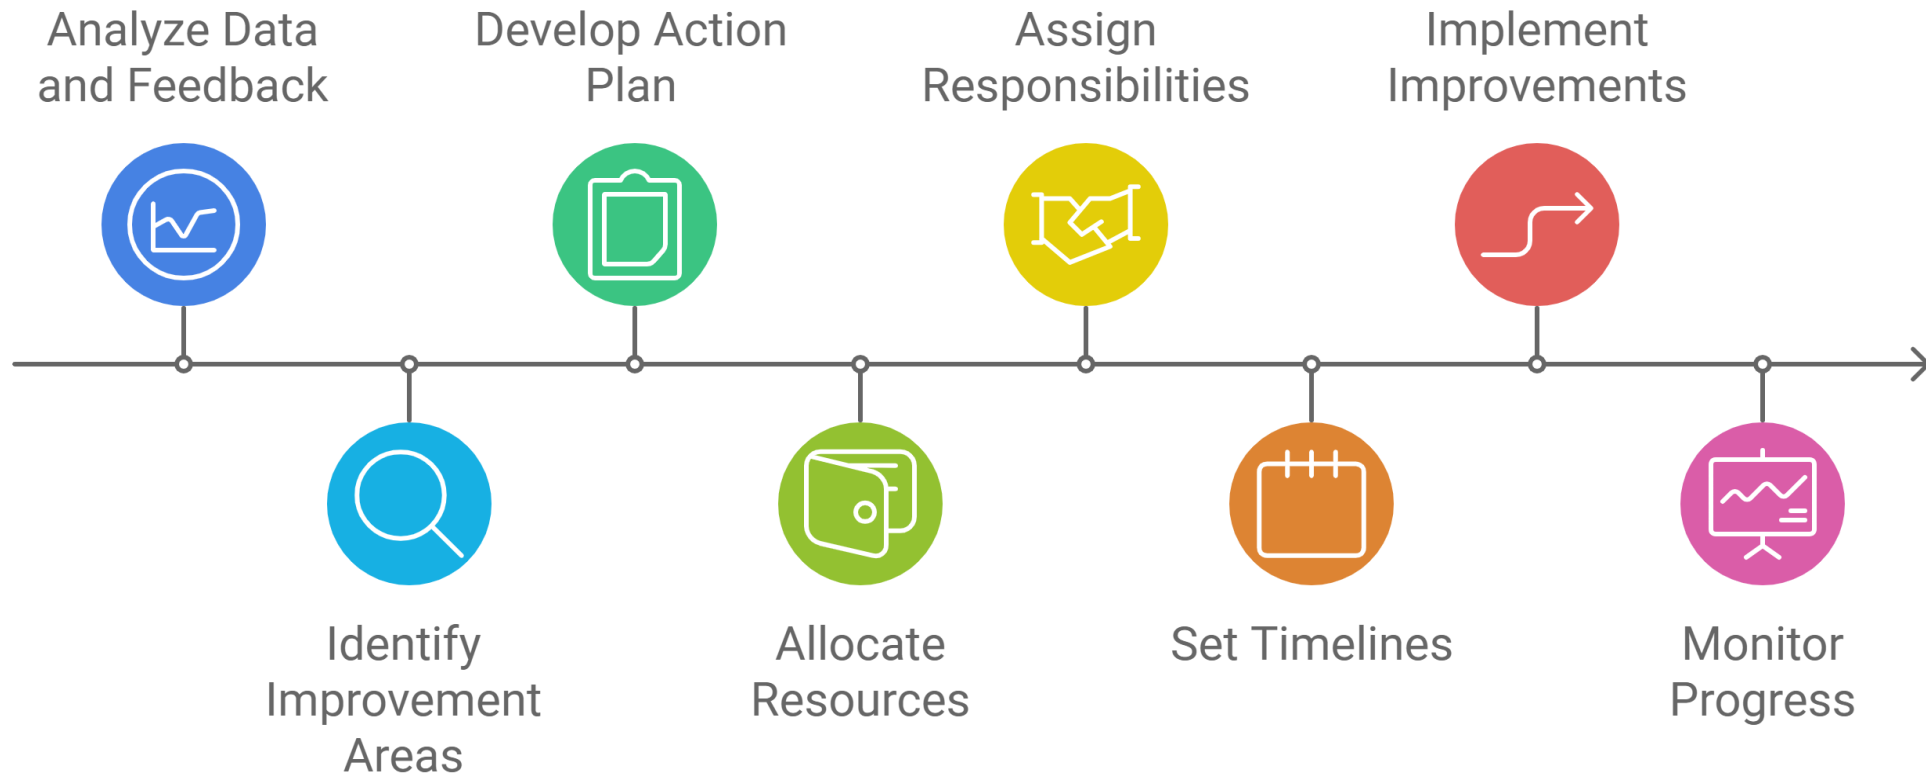 Analyze Data
and Feedback
Develop Action
Plan
Assign
Responsibilities
Implement
Improvements
Identify
Improvement
Areas
Allocate
Resources
Set Timelines
Monitor
Progress